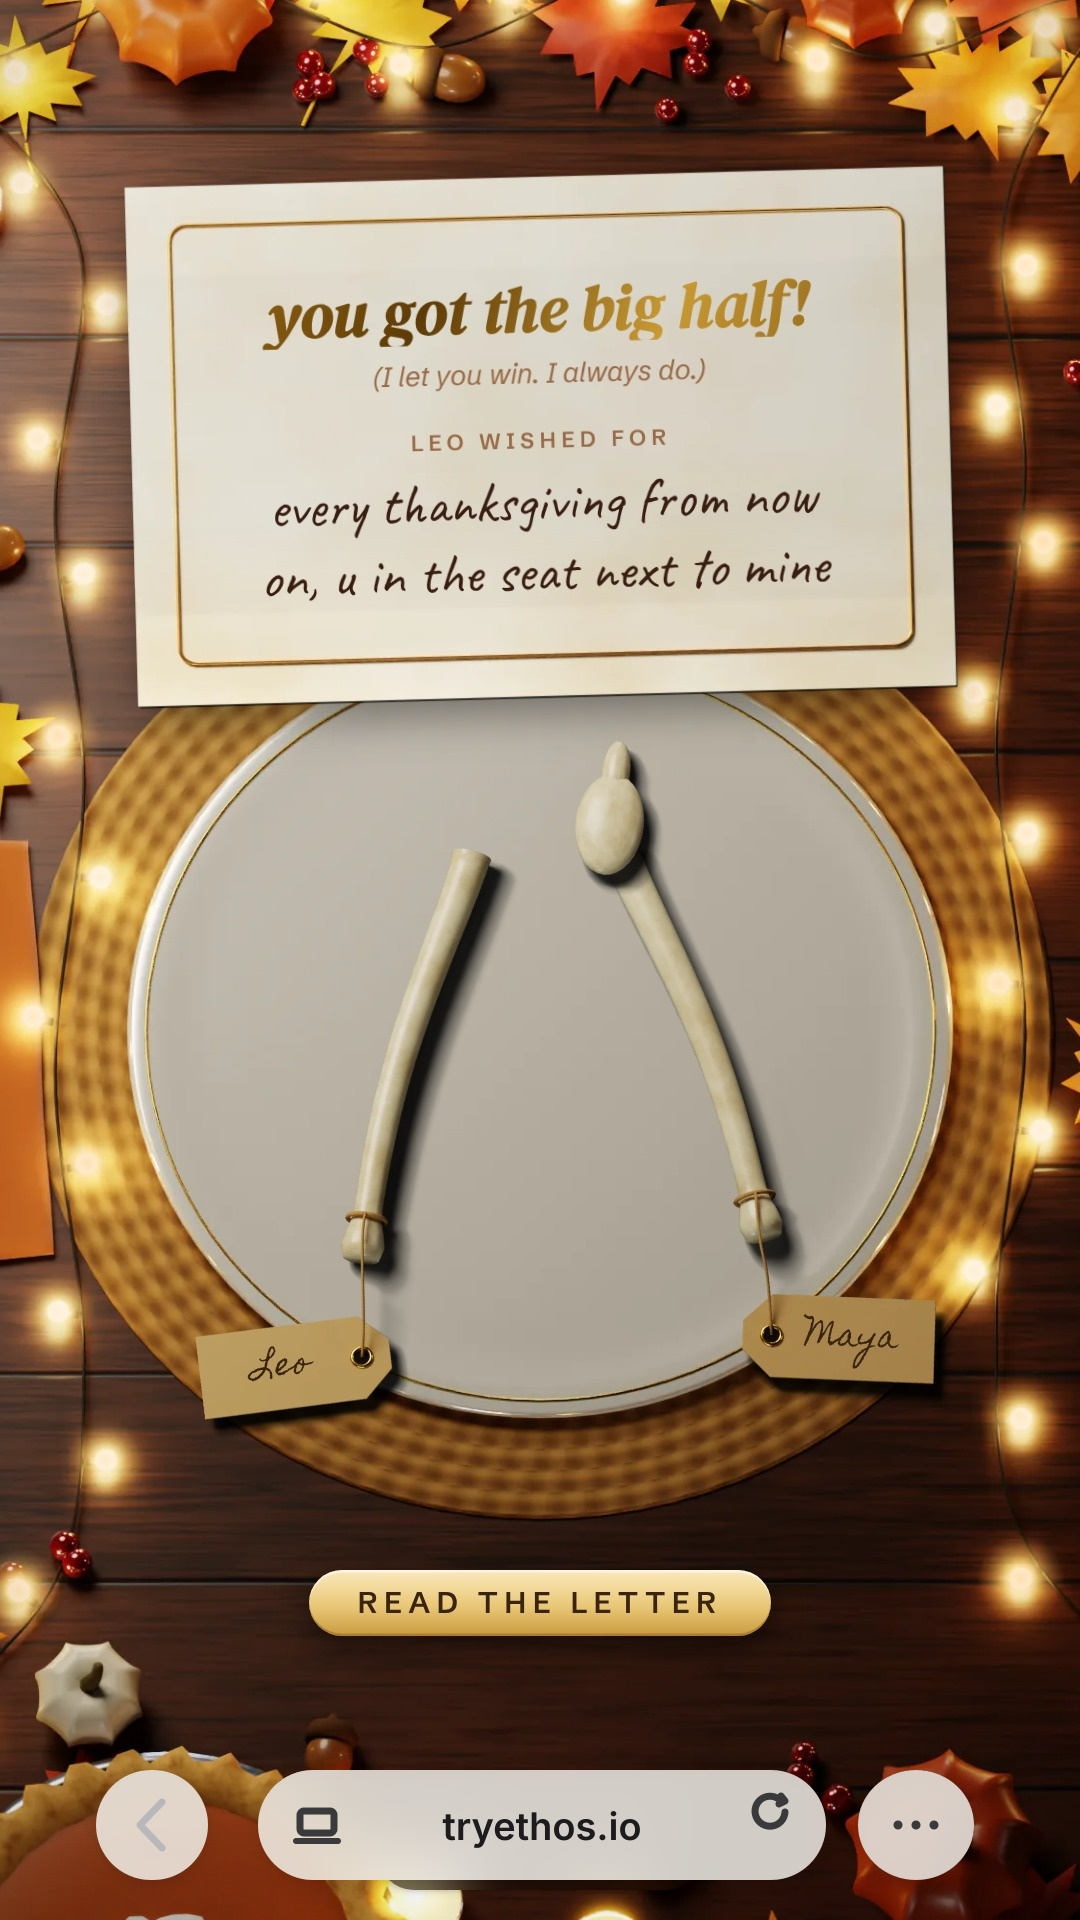 you got the big half!
(I let you win. I always do.)
LEO WISHED FOR
every thanksgiving from now
on, u in the seat next to mine
Leo
Maya
READ THE LETTER
tryethos.io